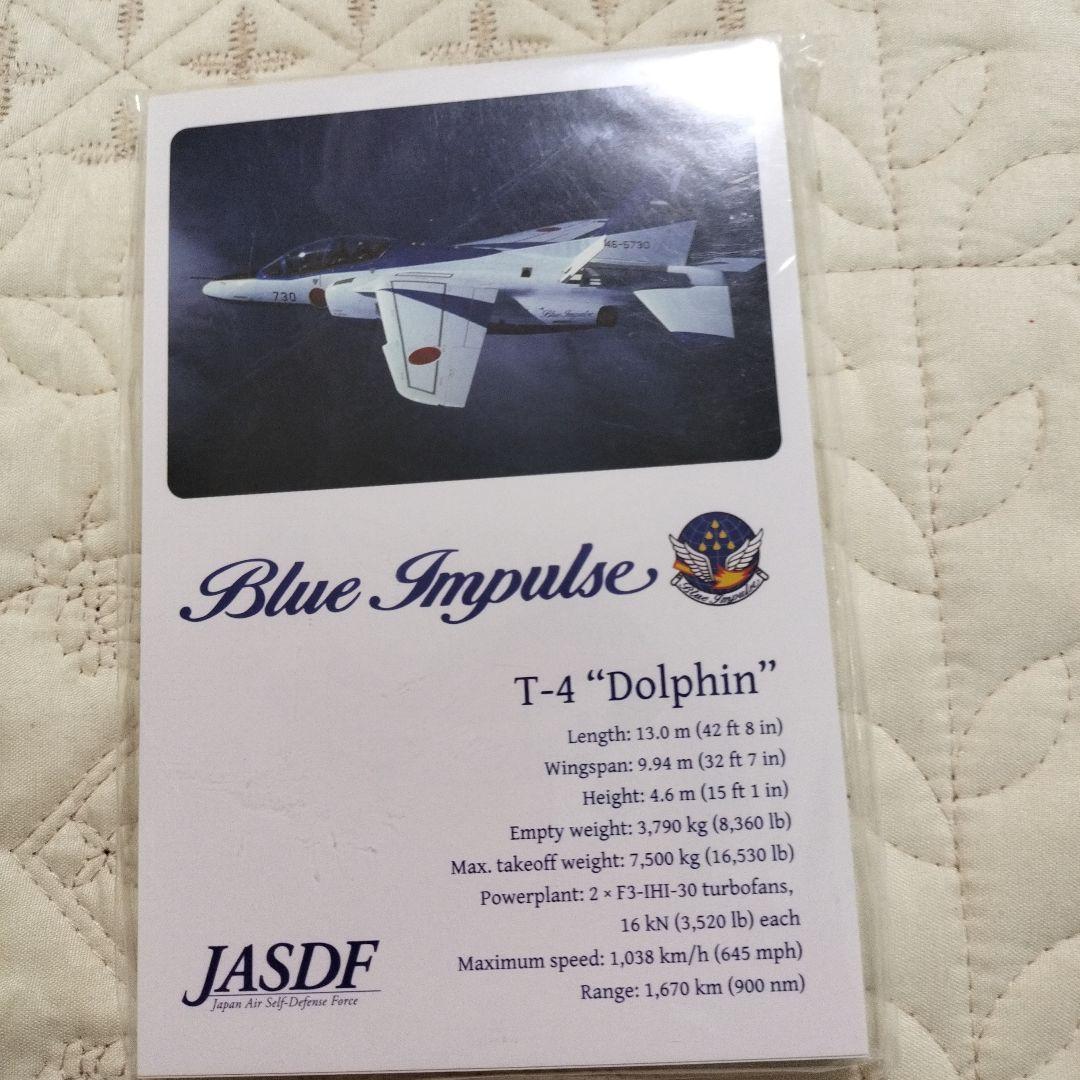 46-5730
730
Blue Impulse
Blue Impulse
Blue Impulse
T-4 “Dolphin”
Length: 13.0 m (42 ft 8 in)
Wingspan: 9.94 m (32 ft 7 in)
Height: 4.6 m (15 ft 1 in)
Empty weight: 3,790 kg (8,360 lb)
Max. takeoff weight: 7,500 kg (16,530 lb)
Powerplant: 2 × F3-IHI-30 turbofans,
16 kN (3,520 lb) each
Maximum speed: 1,038 km/h (645 mph)
Range: 1,670 km (900 nm)
JASDF
Japan Air Self-Defense Force